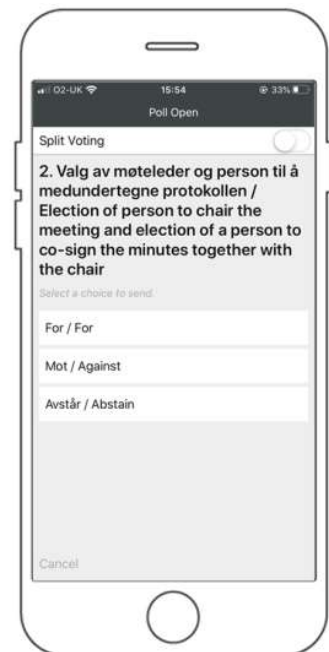 O2-UK 15:54 33%
Poll Open
Split Voting
2. Valg av møteleder og person til å
medundertegne protokollen /
Election of person to chair the
meeting and election of a person to
co-sign the minutes together with
the chair
Select a choice to send.
For / For
Mot / Against
Avstår / Abstain
Cancel